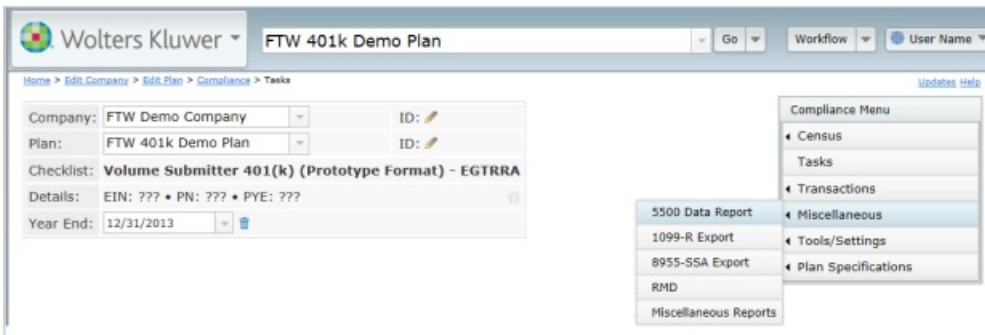 Wolters Kluwer
FTW 401k Demo Plan
Go
Workflow
User Name
Home > Edit Company > Edit Plan > Compliance > Tasks
Updates Help
Company: FTW Demo Company ID:
Plan: FTW 401k Demo Plan ID:
Checklist: Volume Submitter 401(k) (Prototype Format) - EGTRRA
Details: EIN: ??? • PN: ??? • PYE: ???
Year End: 12/31/2013
Compliance Menu
Census
Tasks
Transactions
Miscellaneous
Tools/Settings
Plan Specifications
5500 Data Report
1099-R Export
8955-SSA Export
RMD
Miscellaneous Reports